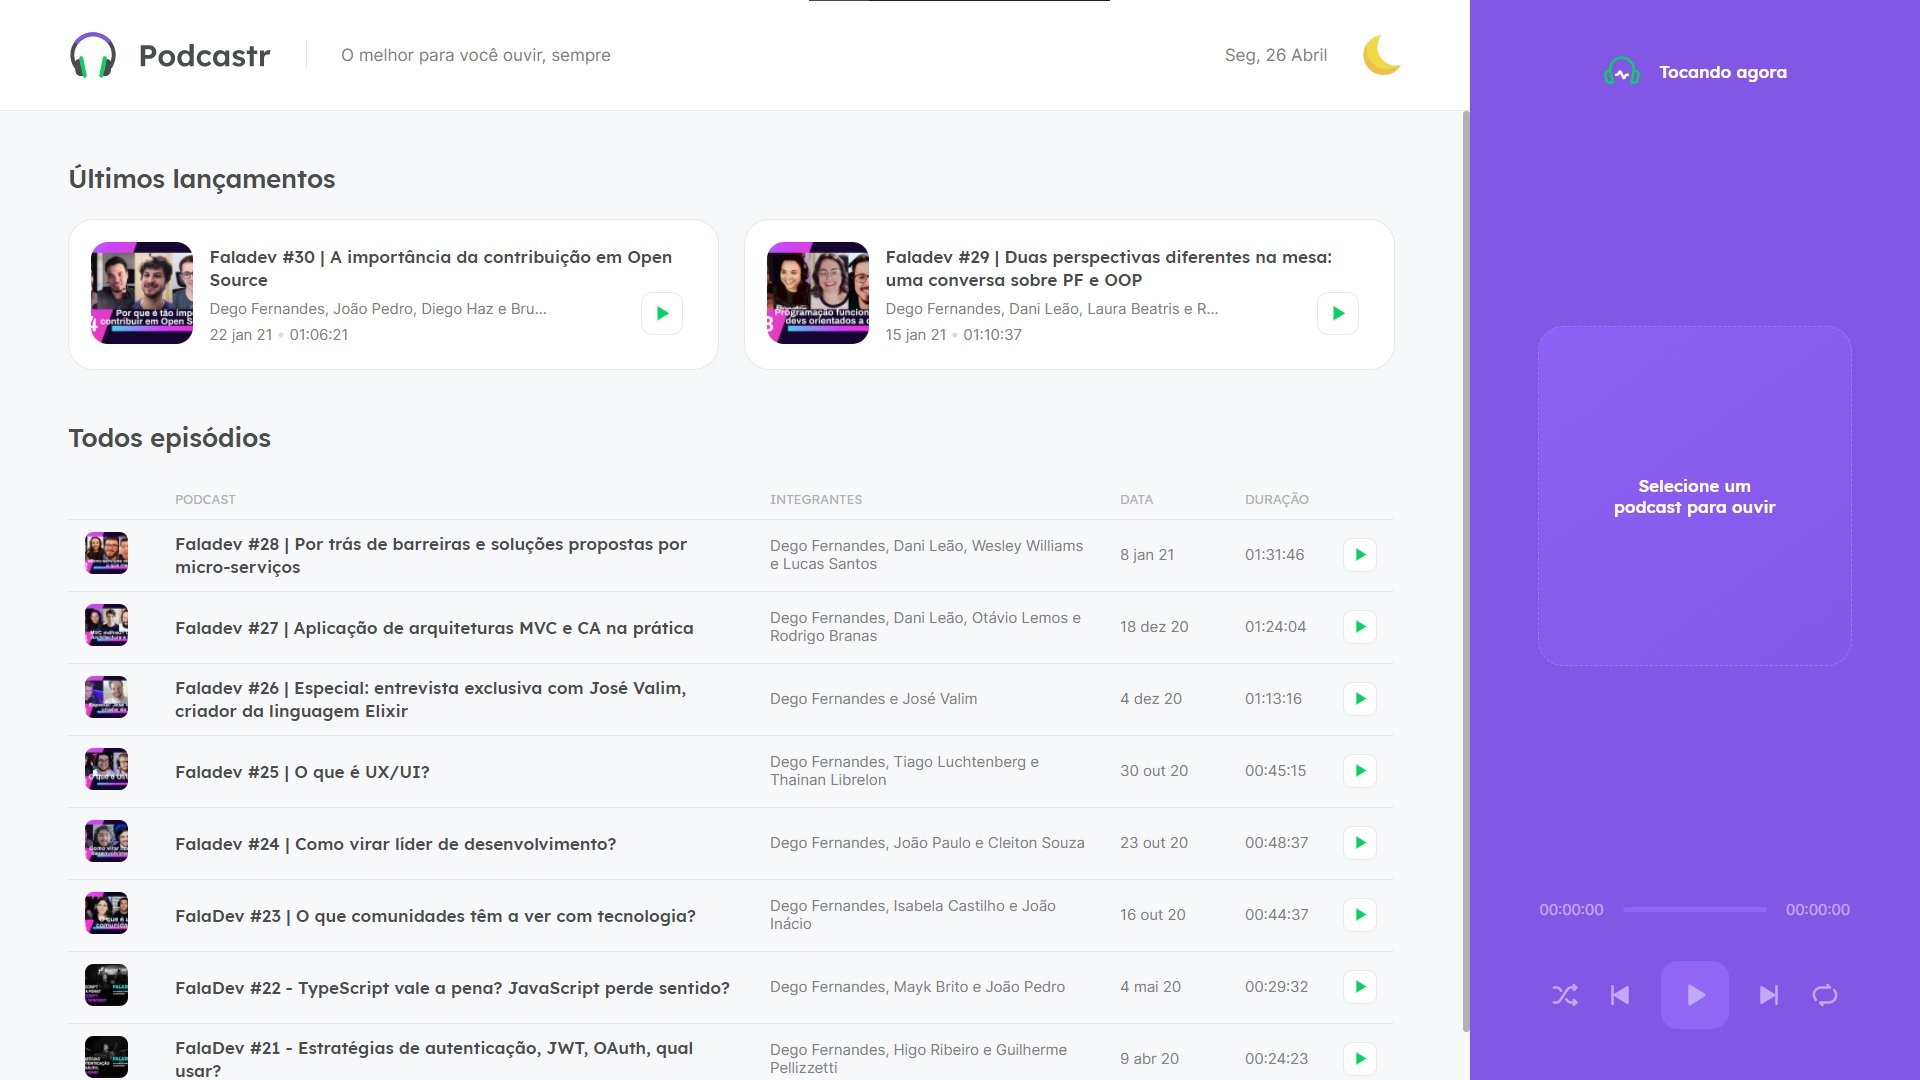 Podcastr
O melhor para você ouvir, sempre
Seg, 26 Abril
Tocando agora
Últimos lançamentos
Faladev #30 | A importância da contribuição em Open
Source
Dego Fernandes, João Pedro, Diego Haz e Bru...
22 jan 21 • 01:06:21
Faladev #29 | Duas perspectivas diferentes na mesa:
uma conversa sobre PF e OOP
Dego Fernandes, Dani Leão, Laura Beatris e R...
15 jan 21 • 01:10:37
Todos episódios
PODCAST INTEGRANTES DATA DURAÇÃO
Faladev #28 | Por trás de barreiras e soluções propostas por
micro-serviços
Dego Fernandes, Dani Leão, Wesley Williams
e Lucas Santos
8 jan 21
01:31:46
Faladev #27 | Aplicação de arquiteturas MVC e CA na prática
Dego Fernandes, Dani Leão, Otávio Lemos e
Rodrigo Branas
18 dez 20
01:24:04
Faladev #26 | Especial: entrevista exclusiva com José Valim,
criador da linguagem Elixir
Dego Fernandes e José Valim
4 dez 20
01:13:16
Faladev #25 | O que é UX/UI?
Dego Fernandes, Tiago Luchtenberg e
Thainan Librelon
30 out 20
00:45:15
Faladev #24 | Como virar líder de desenvolvimento?
Dego Fernandes, João Paulo e Cleiton Souza
23 out 20
00:48:37
FalaDev #23 | O que comunidades têm a ver com tecnologia?
Dego Fernandes, Isabela Castilho e João
Inácio
16 out 20
00:44:37
FalaDev #22 - TypeScript vale a pena? JavaScript perde sentido?
Dego Fernandes, Mayk Brito e João Pedro
4 mai 20
00:29:32
FalaDev #21 - Estratégias de autenticação, JWT, OAuth, qual
usar?
Dego Fernandes, Higo Ribeiro e Guilherme
Pellizzetti
9 abr 20
00:24:23
Selecione um
podcast para ouvir
00:00:00
00:00:00